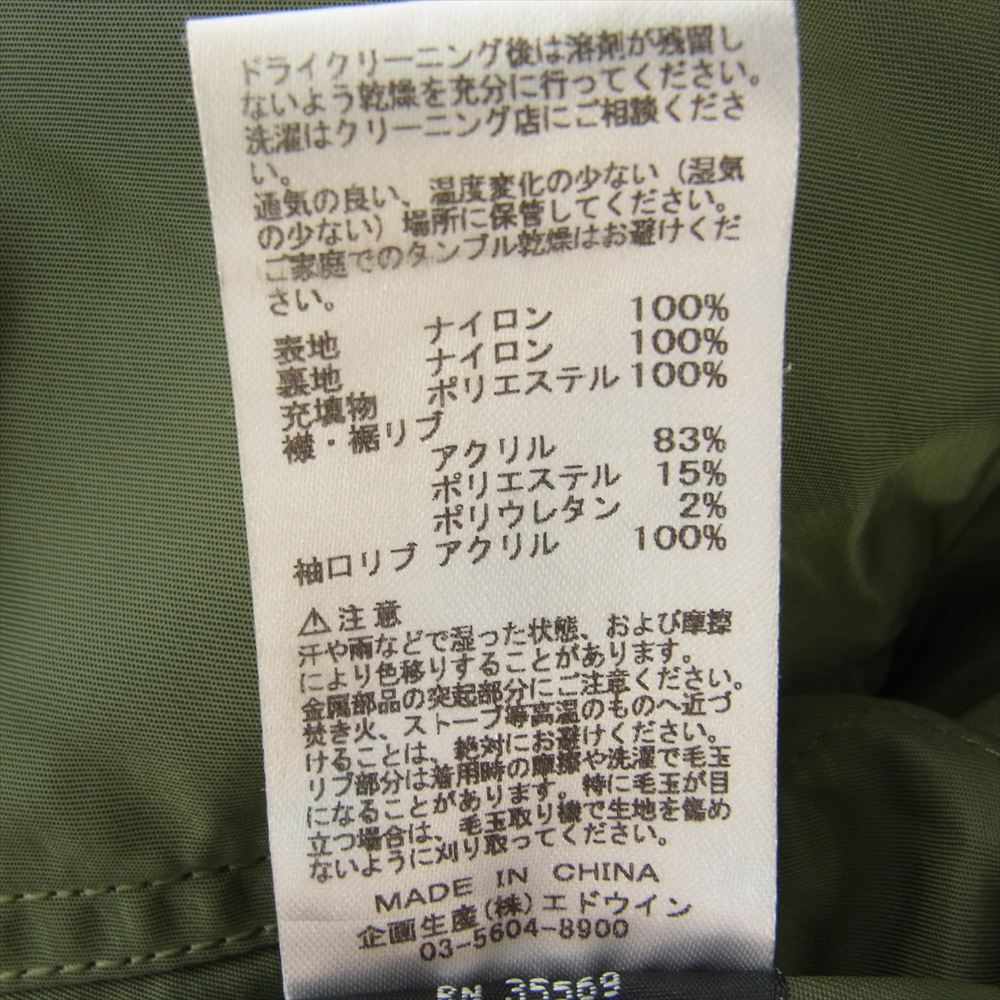 ドライクリーニング後は溶剤が残留し
ないよう乾燥を充分に行ってください。
洗濯はクリーニング店にご相談くださ
い。
通気の良い、温度変化の少ない(湿気
の少ない)場所に保管してください。
ご家庭でのタンブル乾燥はお避けくだ
さい。
表地 ナイロン 100%
裏地 ナイロン 100%
充填物 ポリエステル 100%
襟・裾リブ
アクリル 83%
ポリエステル 15%
ポリウレタン 2%
袖口リブ アクリル 100%
⚠注意
汗や雨などで湿った状態、および摩擦
により色移りすることがあります。
金属部品の突起部分にご注意ください。
焚き火、ストーブ等高温のものへ近づ
けることは、絶対にお避けください。
リブ部分は着用時の摩擦や洗濯で毛玉
になることがあります。特に毛玉が目
立つ場合は、毛玉取り機で生地を傷め
ないように刈り取ってください。
MADE IN CHINA
企画生産(株)エドウイン
03-5604-8900
RN 35569